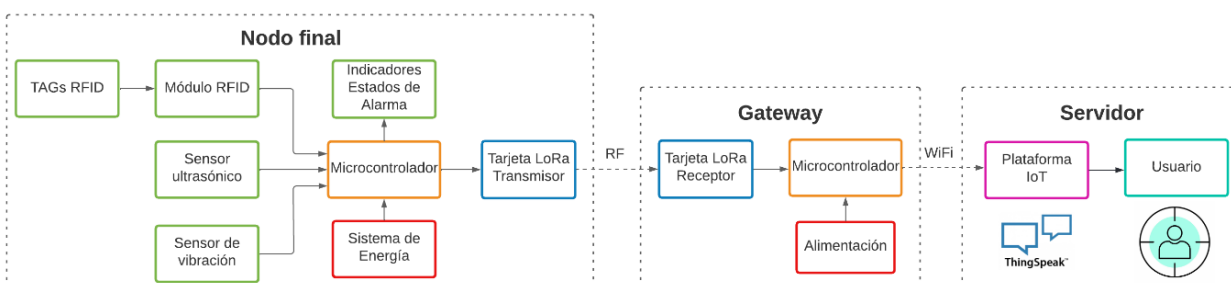 Nodo final
TAGs RFID
Módulo RFID
Indicadores
Estados de
Alarma
Sensor
ultrasónico
Microcontrolador
Tarjeta LoRa
Transmisor
Sensor de
vibración
Sistema de
Energía
RF
Gateway
Tarjeta LoRa
Receptor
Microcontrolador
Alimentación
WiFi
Servidor
Plataforma
IoT
Usuario
ThingSpeak™